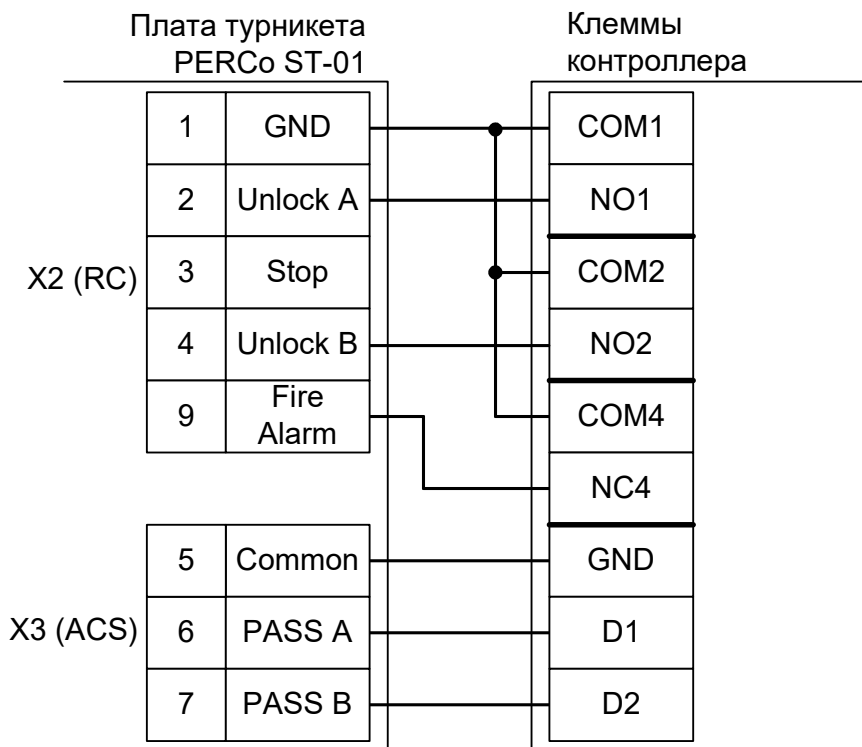 Плата турникета
PERCo ST-01
Клеммы
контроллера
X2 (RC)
1 GND COM1
2 Unlock A NO1
3 Stop COM2
4 Unlock B NO2
9 Fire
Alarm
COM4
NC4
X3 (ACS)
5 Common GND
6 PASS A D1
7 PASS B D2